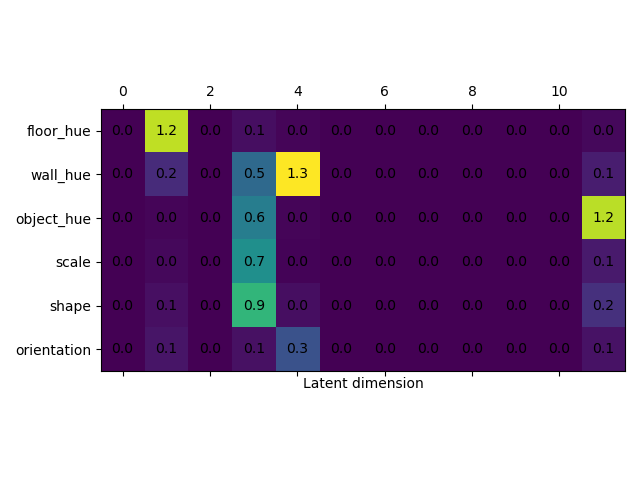 0 2 4 6 8 10
floor_hue 0.0 1.2 0.0 0.1 0.0 0.0 0.0 0.0 0.0 0.0 0.0 0.0
wall_hue 0.0 0.2 0.0 0.5 1.3 0.0 0.0 0.0 0.0 0.0 0.0 0.1
object_hue 0.0 0.0 0.0 0.6 0.0 0.0 0.0 0.0 0.0 0.0 0.0 1.2
scale 0.0 0.0 0.0 0.7 0.0 0.0 0.0 0.0 0.0 0.0 0.0 0.1
shape 0.0 0.1 0.0 0.9 0.0 0.0 0.0 0.0 0.0 0.0 0.0 0.2
orientation 0.0 0.1 0.0 0.1 0.3 0.0 0.0 0.0 0.0 0.0 0.0 0.1
Latent dimension